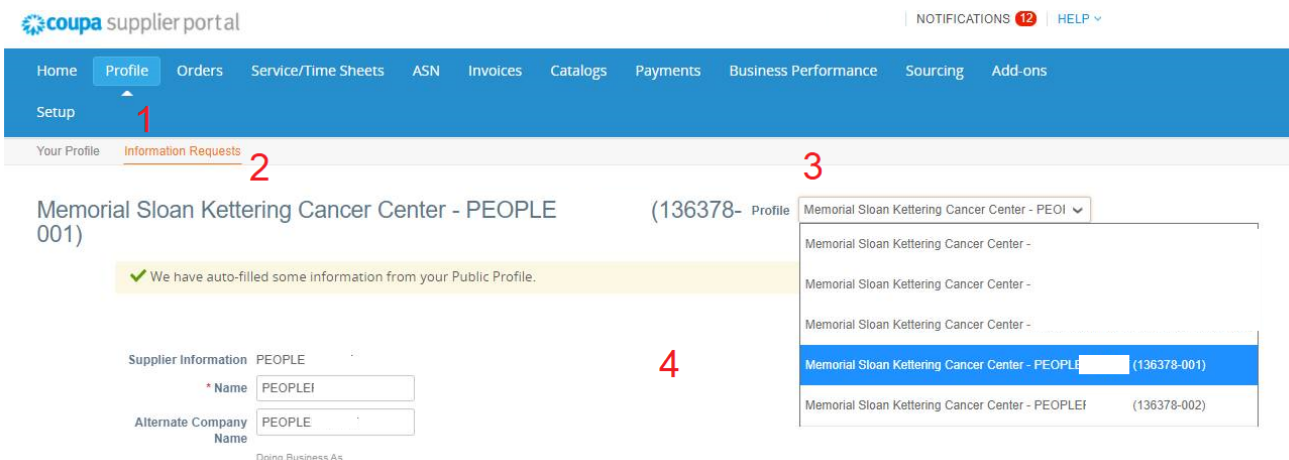 coupa supplier portal
NOTIFICATIONS 12 HELP
Home Profile Orders Service/Time Sheets ASN Invoices Catalogs Payments Business Performance Sourcing Add-ons
Setup
1
Your Profile Information Requests
2
3
Memorial Sloan Kettering Cancer Center - PEOPLE (136378-
001)
Profile Memorial Sloan Kettering Cancer Center - PEOI
Memorial Sloan Kettering Cancer Center -
We have auto-filled some information from your Public Profile.
Memorial Sloan Kettering Cancer Center -
Memorial Sloan Kettering Cancer Center -
Memorial Sloan Kettering Cancer Center - PEOPLE (136378-001)
Memorial Sloan Kettering Cancer Center - PEOPLEF (136378-002)
4
Supplier Information PEOPLE
* Name PEOPLEF
Alternate Company
Name
PEOPLE
Doing Business As